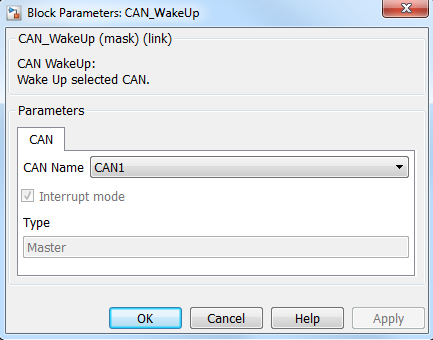 Block Parameters: CAN_WakeUp
CAN_WakeUp (mask) (link)
CAN WakeUp:
Wake Up selected CAN.
Parameters
CAN
CAN Name CAN1
Interrupt mode
Type
Master
OK Cancel Help Apply